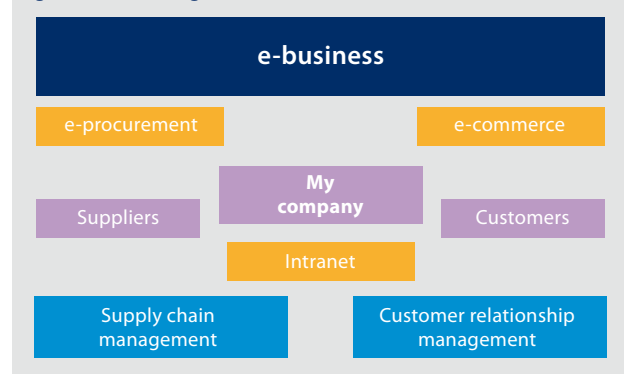 e-business
e-procurement
e-commerce
My
company
Suppliers
Customers
Intranet
Supply chain
management
Customer relationship
management